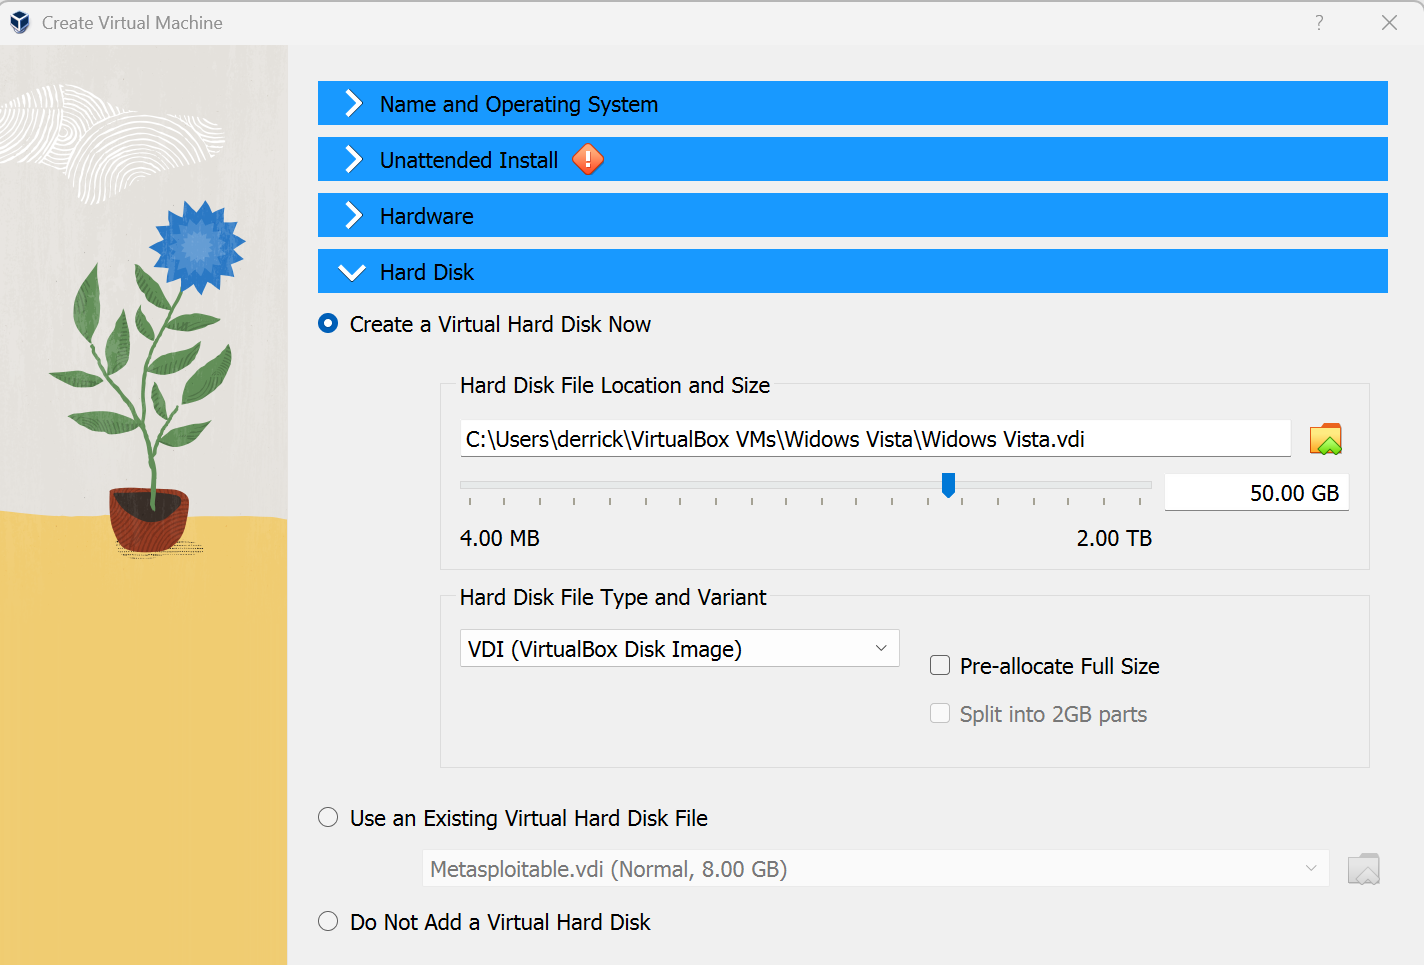 Create Virtual Machine
?
Name and Operating System
Unattended Install
Hardware
Hard Disk
Create a Virtual Hard Disk Now
Hard Disk File Location and Size
C:\Users\derrick\VirtualBox VMs\Widows Vista\Widows Vista.vdi
50.00 GB
4.00 MB 2.00 TB
Hard Disk File Type and Variant
VDI (VirtualBox Disk Image)
Pre-allocate Full Size
Split into 2GB parts
Use an Existing Virtual Hard Disk File
Metasploitable.vdi (Normal, 8.00 GB)
Do Not Add a Virtual Hard Disk